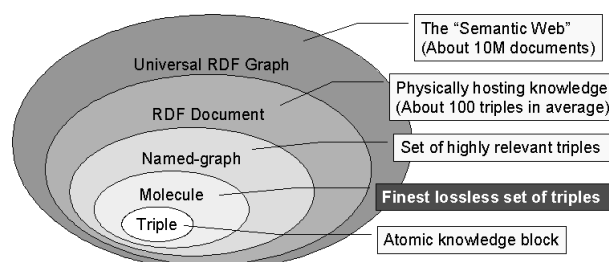 The “Semantic Web”
(About 10M documents)
Universal RDF Graph
Physically hosting knowledge
(About 100 triples in average)
RDF Document
Named-graph
Set of highly relevant triples
Molecule
Finest lossless set of triples
Triple
Atomic knowledge block